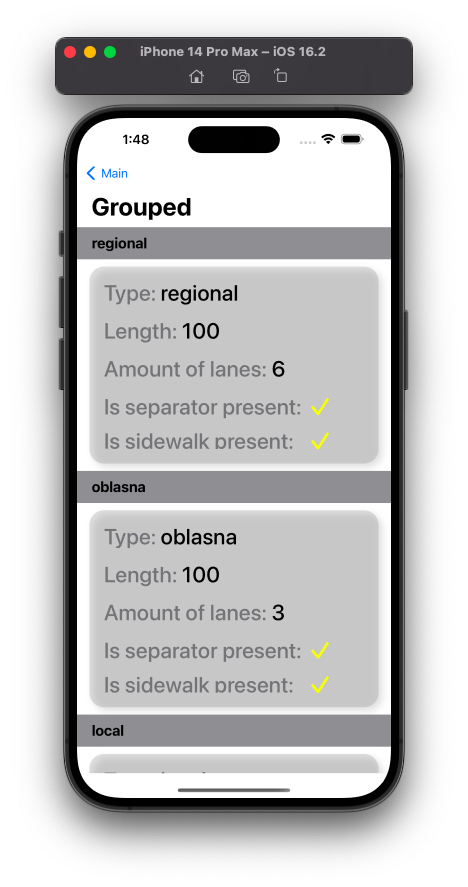 iPhone 14 Pro Max – iOS 16.2
1:48
Main
Grouped
regional
Type: regional
Length: 100
Amount of lanes: 6
Is separator present:
Is sidewalk present:
oblasna
Type: oblasna
Length: 100
Amount of lanes: 3
Is separator present:
Is sidewalk present:
local